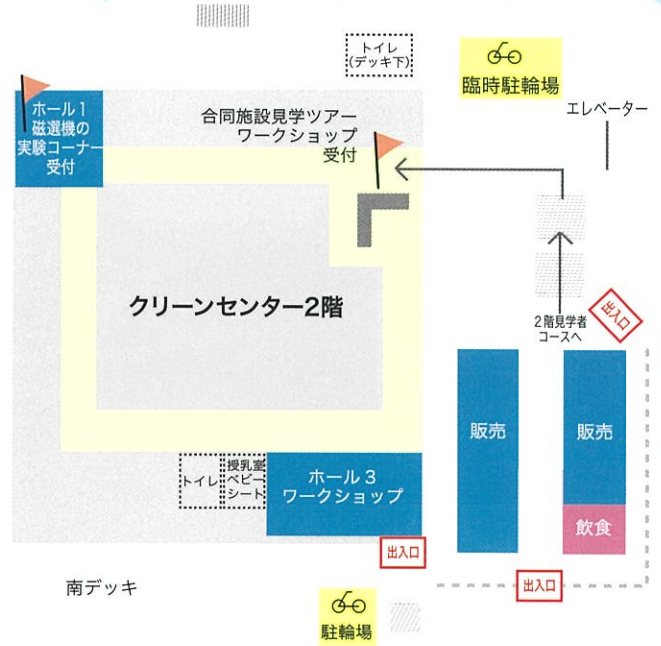 トイレ
(デッキ下)
臨時駐輪場
エレベーター
ホール1
磁選機の
実験コーナー
受付
合同施設見学ツアー
ワークショップ
受付
クリーンセンター2階
2階見学者
コースへ
出入口
販売
販売
飲食
トイレ
授乳室
ベビー
シート
ホール3
ワークショップ
出入口
出入口
南デッキ
駐輪場